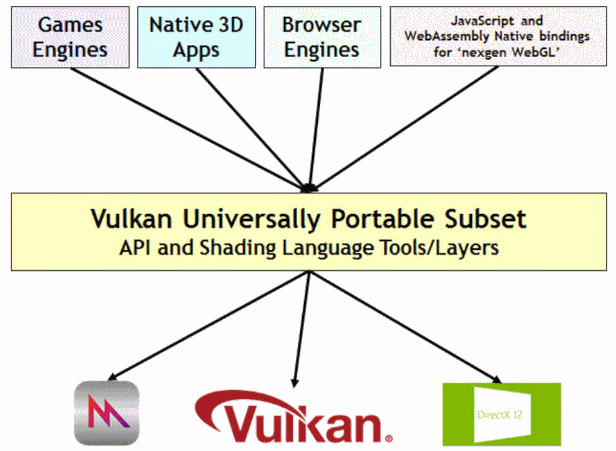 Games
Engines
Native 3D
Apps
Browser
Engines
JavaScript and
WebAssembly Native bindings
for ‘nexgen WebGL’
Vulkan Universally Portable Subset
API and Shading Language Tools/Layers
Vulkan®
DirectX 12